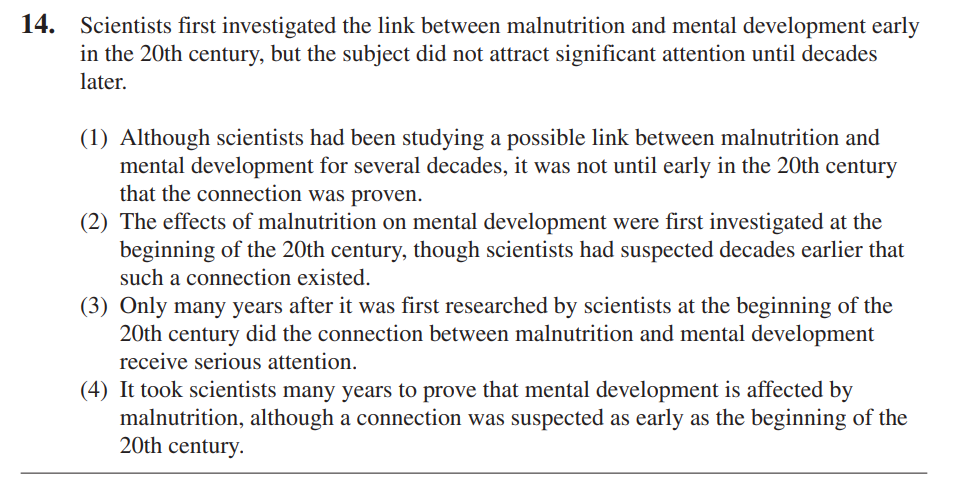 14. Scientists first investigated the link between malnutrition and mental development early
in the 20th century, but the subject did not attract significant attention until decades
later.
(1) Although scientists had been studying a possible link between malnutrition and
mental development for several decades, it was not until early in the 20th century
that the connection was proven.
(2) The effects of malnutrition on mental development were first investigated at the
beginning of the 20th century, though scientists had suspected decades earlier that
such a connection existed.
(3) Only many years after it was first researched by scientists at the beginning of the
20th century did the connection between malnutrition and mental development
receive serious attention.
(4) It took scientists many years to prove that mental development is affected by
malnutrition, although a connection was suspected as early as the beginning of the
20th century.